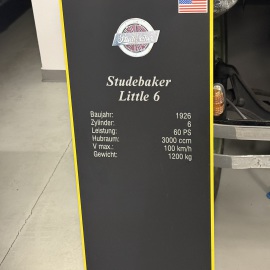 Studebaker
Studebaker
Little 6
Baujahr: 1926
Zylinder: 6
Leistung: 60 PS
Hubraum: 3000 ccm
V max.: 100 km/h
Gewicht: 1200 kg